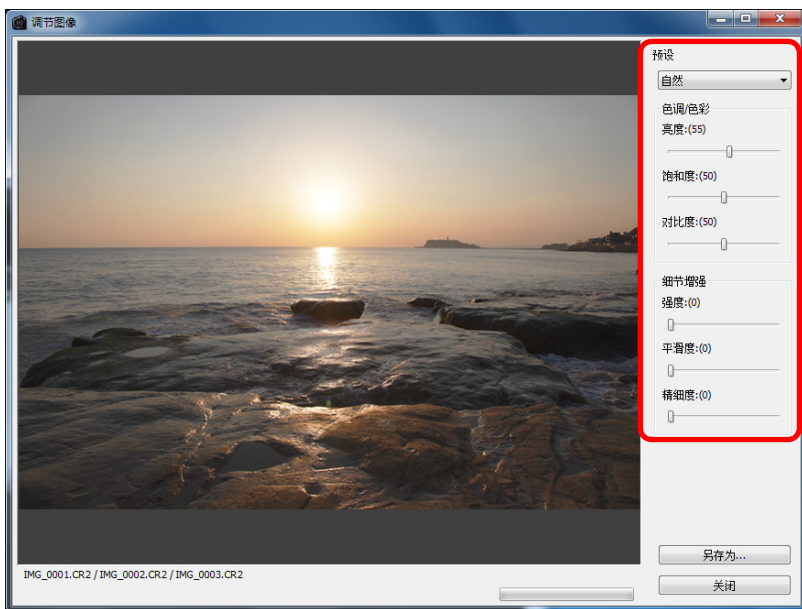 调节图像
预设
自然
色调/色彩
亮度:(55)
饱和度:(50)
对比度:(50)
细节增强
强度:(0)
平滑度:(0)
精细度:(0)
另存为...
IMG_0001.CR2 / IMG_0002.CR2 / IMG_0003.CR2
关闭